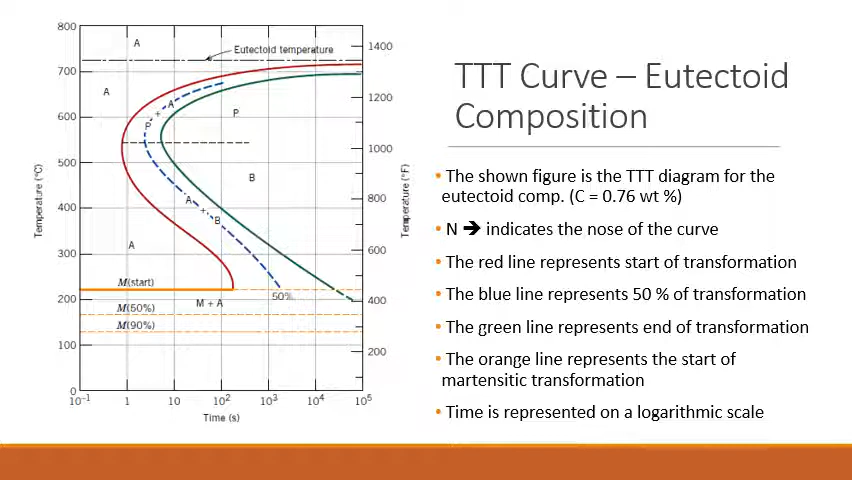 TTT Curve – Eutectoid
Composition
• The shown figure is the TTT diagram for the
eutectoid comp. (C = 0.76 wt %)
• N ➔ indicates the nose of the curve
• The red line represents start of transformation
• The blue line represents 50 % of transformation
• The green line represents end of transformation
• The orange line represents the start of
martensitic transformation
• Time is represented on a logarithmic scale
Temperature (°C)
800
700
600
500
400
300
200
100
0
10⁻¹
1
10
10²
10³
10⁴
10⁵
Time (s)
Temperature (°F)
1400
1200
1000
800
600
400
200
A
Eutectoid temperature
A
A
+
P
P
B
A
+
B
A
M(start)
M + A
50%
M(50%)
M(90%)